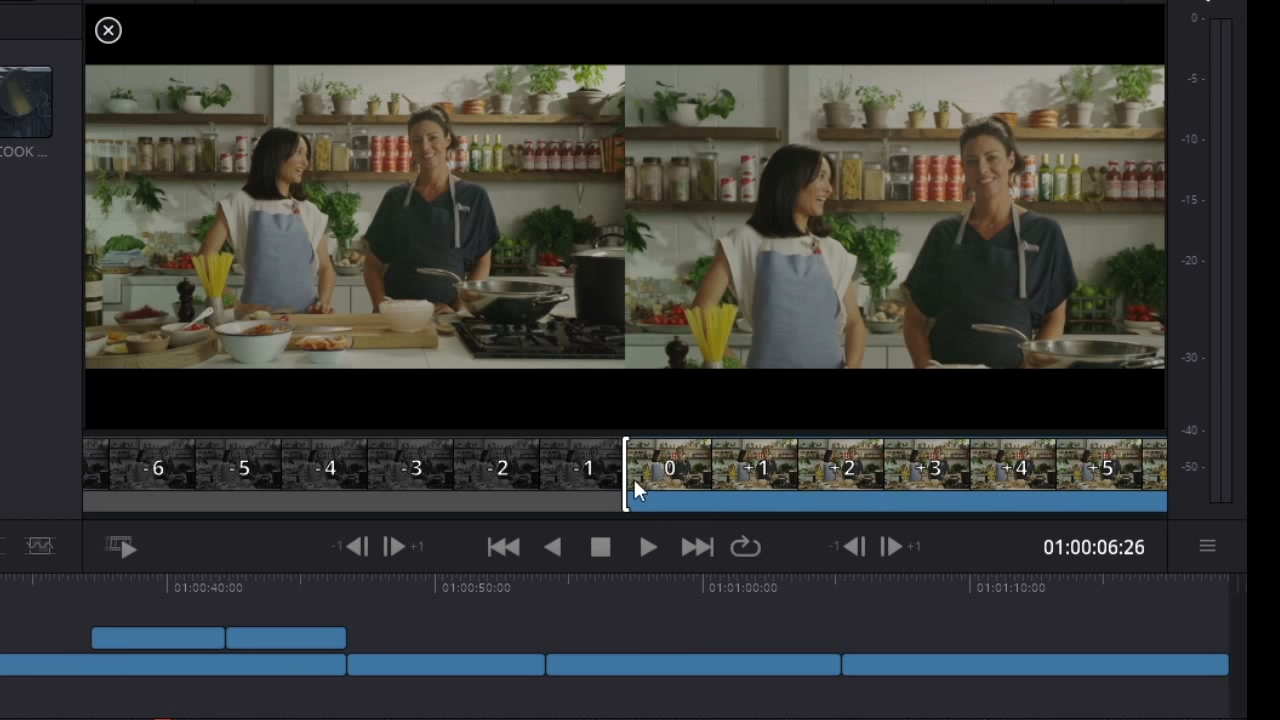 0 -
-5 -
-10 -
COOK ...
-15 -
-20 -
-30 -
-40 -
-6 -5 -4 -3 -2 -1 0 +1 +2 +3 +4 +5
-50 -
-1 +1 -1 +1 01:00:06:26
01:00:40:00 01:00:50:00 01:01:00:00 01:01:10:00